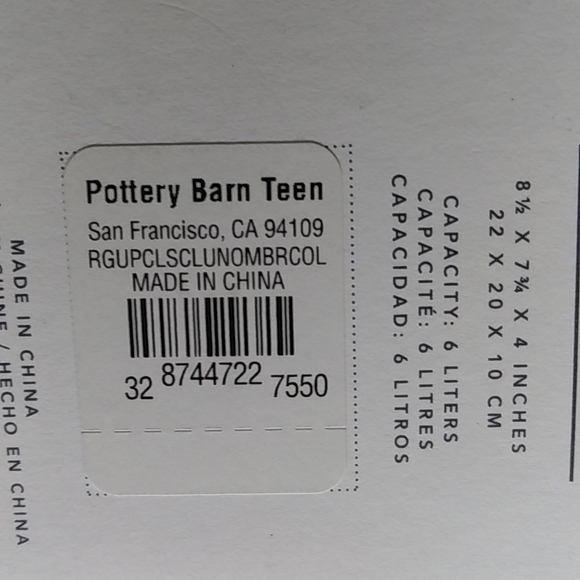 Pottery Barn Teen
San Francisco, CA 94109
RGUPCLSCLUNOMBRCOL
MADE IN CHINA
32 8744722 7550
8 ½ X 7 ¾ X 4 INCHES
22 X 20 X 10 CM
CAPACITY: 6 LITERS
CAPACITÉ: 6 LITRES
CAPACIDAD: 6 LITROS
MADE IN CHINA
/ HECHO EN CHINA